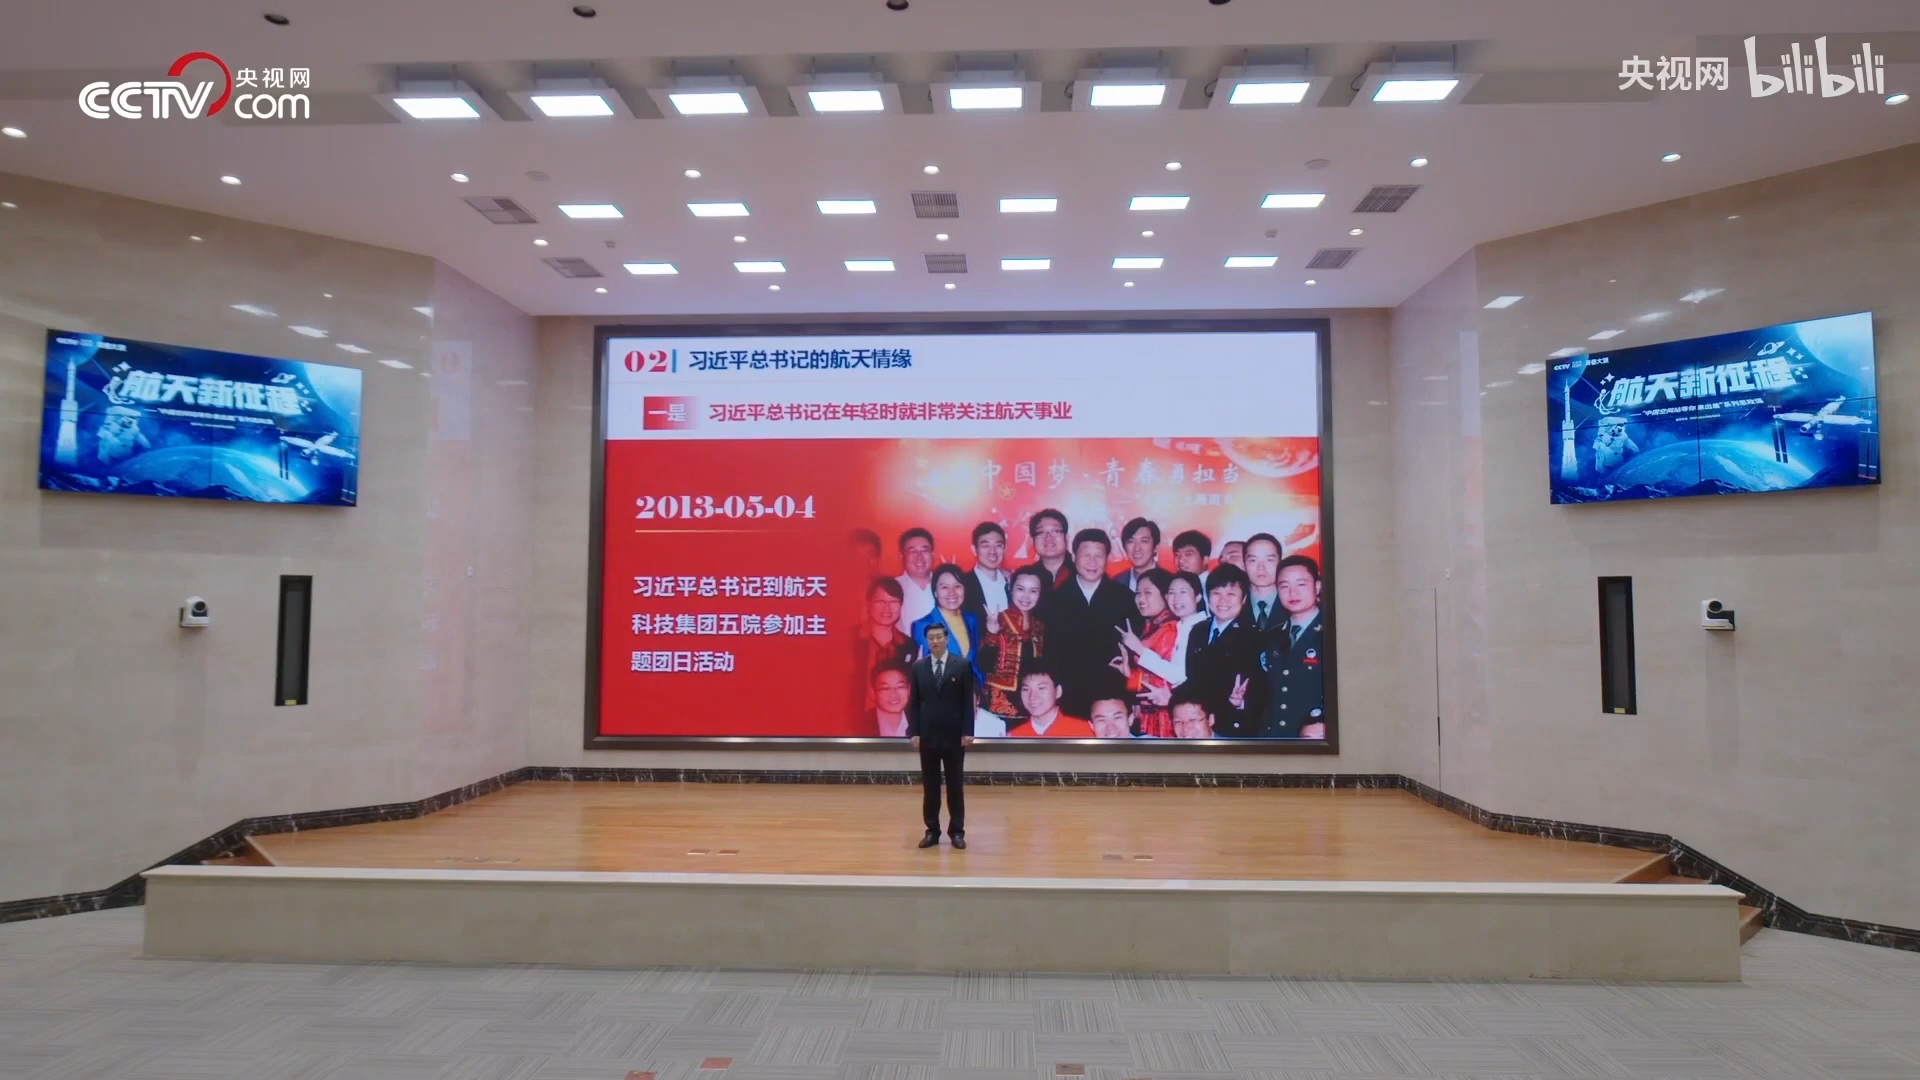 CCTV 央视网
com
央视网 bilibili
02 习近平总书记的航天情缘
一是 习近平总书记在年轻时就非常关注航天事业
中国梦·青春勇担当
2013-05-04
习近平总书记到航天
科技集团五院参加主
题团日活动
航天新征程
CCTV
航天新征程